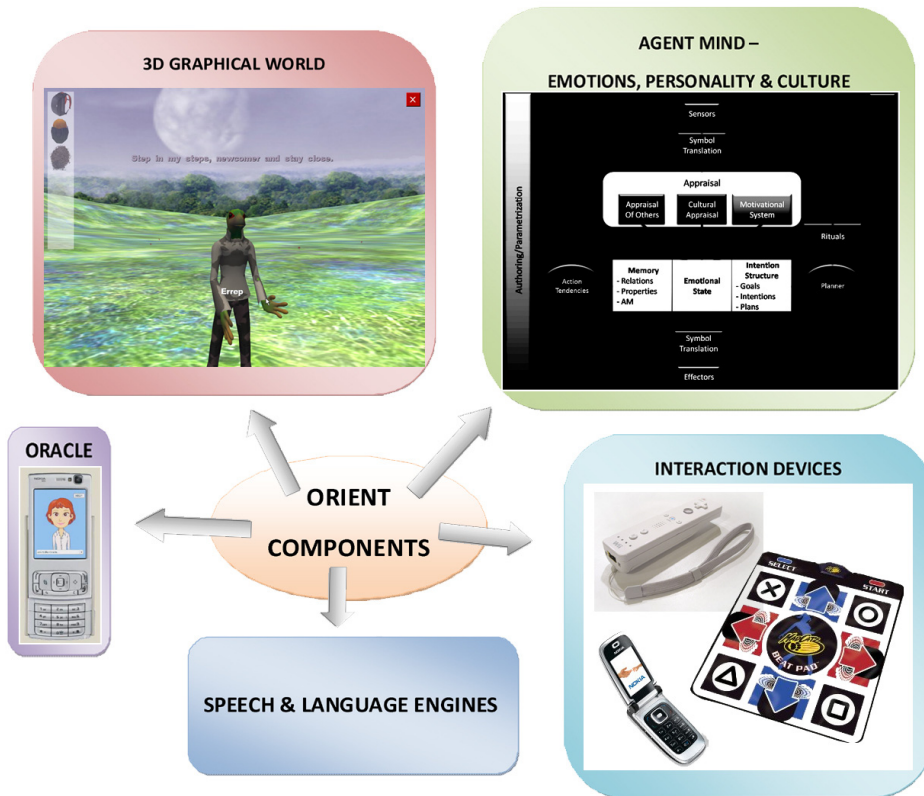 3D GRAPHICAL WORLD
Step in my steps, newcomer and stay close.
Errep
AGENT MIND –
EMOTIONS, PERSONALITY & CULTURE
Authoring/Parametrization
Sensors
Symbol
Translation
Appraisal
Appraisal
Of Others
Cultural
Appraisal
Motivational
System
Rituals
Action
Tendencies
Memory
- Relations
- Properties
- AM
Emotional
State
Intention
Structure
- Goals
- Intentions
- Plans
Planner
Symbol
Translation
Effectors
ORACLE
ORIENT
COMPONENTS
SPEECH & LANGUAGE ENGINES
INTERACTION DEVICES
Wii
SELECT
START
BEAT PAD
NOKIA